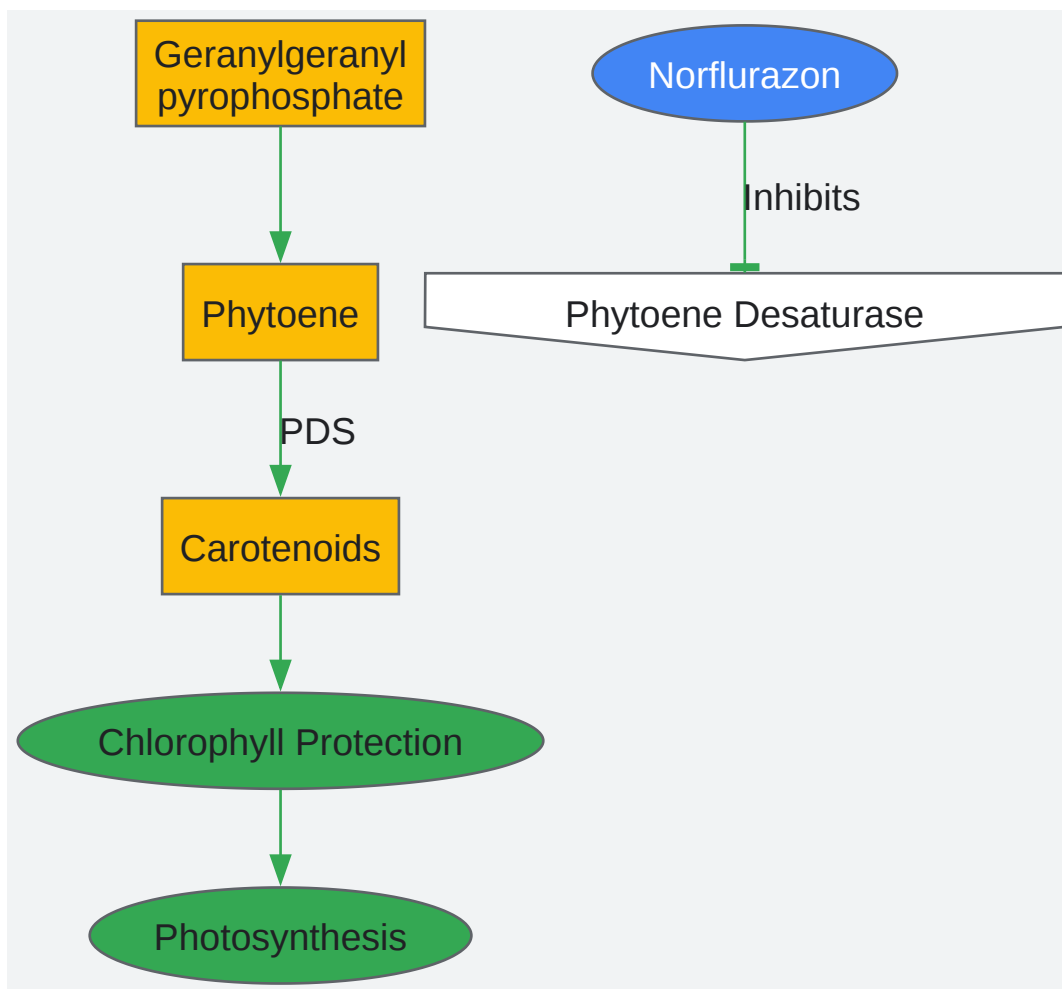 Geranylgeranyl
pyrophosphate
Norflurazon
Inhibits
Phytoene
Phytoene Desaturase
PDS
Carotenoids
Chlorophyll Protection
Photosynthesis